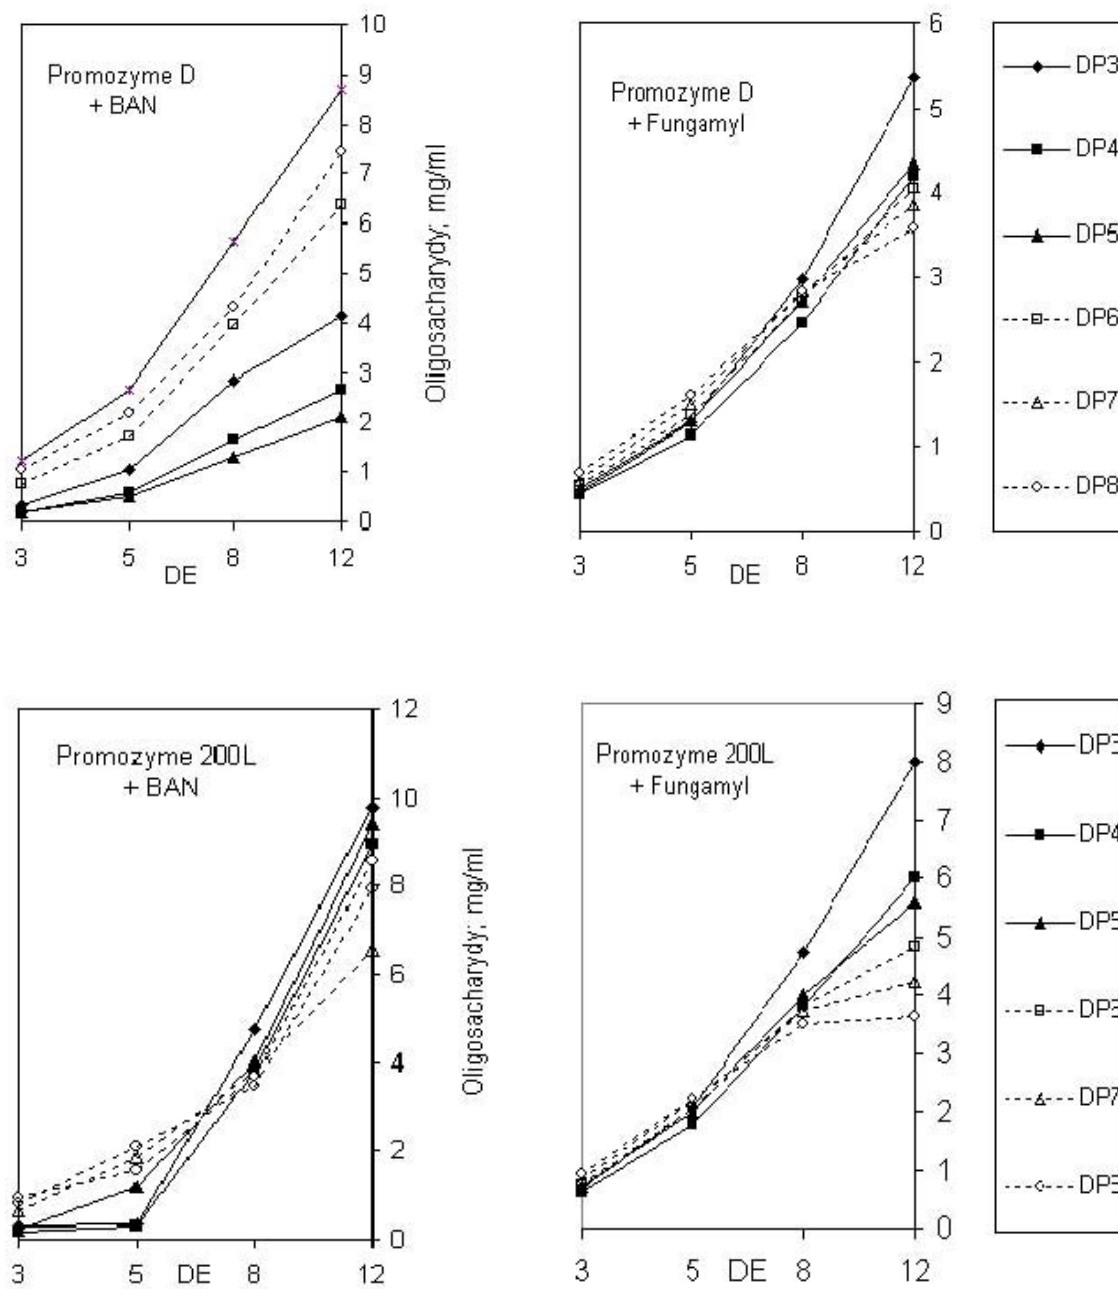 10
9
8
7
6
5
4
3
2
1
0
Promozyme D
+ BAN
Oligosacharydy; mg/ml
3 5 8 12
DE
6
5
4
3
2
1
0
Promozyme D
+ Fungamyl
3 5 8 12
DE
DP3
DP4
DP5
DP6
DP7
DP8
12
10
8
6
4
2
0
Promozyme 200L
+ BAN
Oligosacharydy; mg/ml
3 5 DE 8 12
9
8
7
6
5
4
3
2
1
0
Promozyme 200L
+ Fungamyl
3 5 DE 8 12
DP3
DP4
DP5
DP7